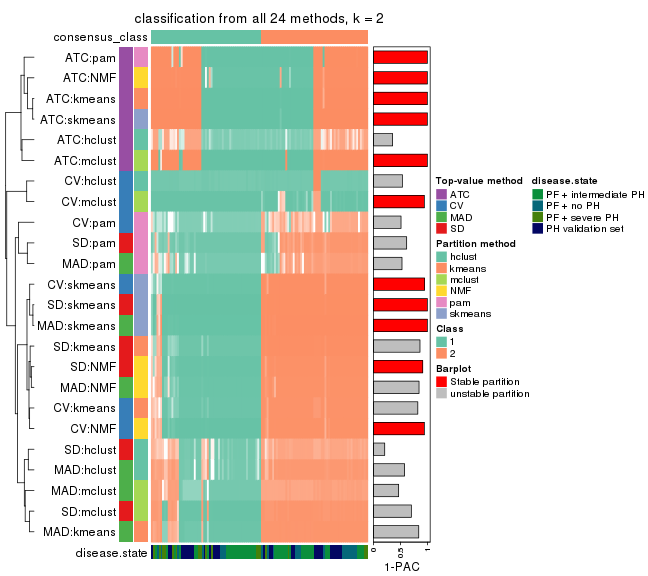 classification from all 24 methods, k = 2
consensus_class
ATC:pam
ATC:NMF
ATC:kmeans
ATC:skmeans
ATC:hclust
ATC:mclust
CV:hclust
CV:mclust
CV:pam
SD:pam
MAD:pam
CV:skmeans
SD:skmeans
MAD:skmeans
SD:kmeans
SD:NMF
MAD:NMF
CV:kmeans
CV:NMF
SD:hclust
MAD:hclust
MAD:mclust
SD:mclust
MAD:kmeans
disease.state
0
0.5
1
1-PAC
Top-value method
ATC
CV
MAD
SD
Partition method
hclust
kmeans
mclust
NMF
pam
skmeans
Class
1
2
Barplot
Stable partition
unstable partition
disease.state
PF + intermediate PH
PF + no PH
PF + severe PH
PH validation set